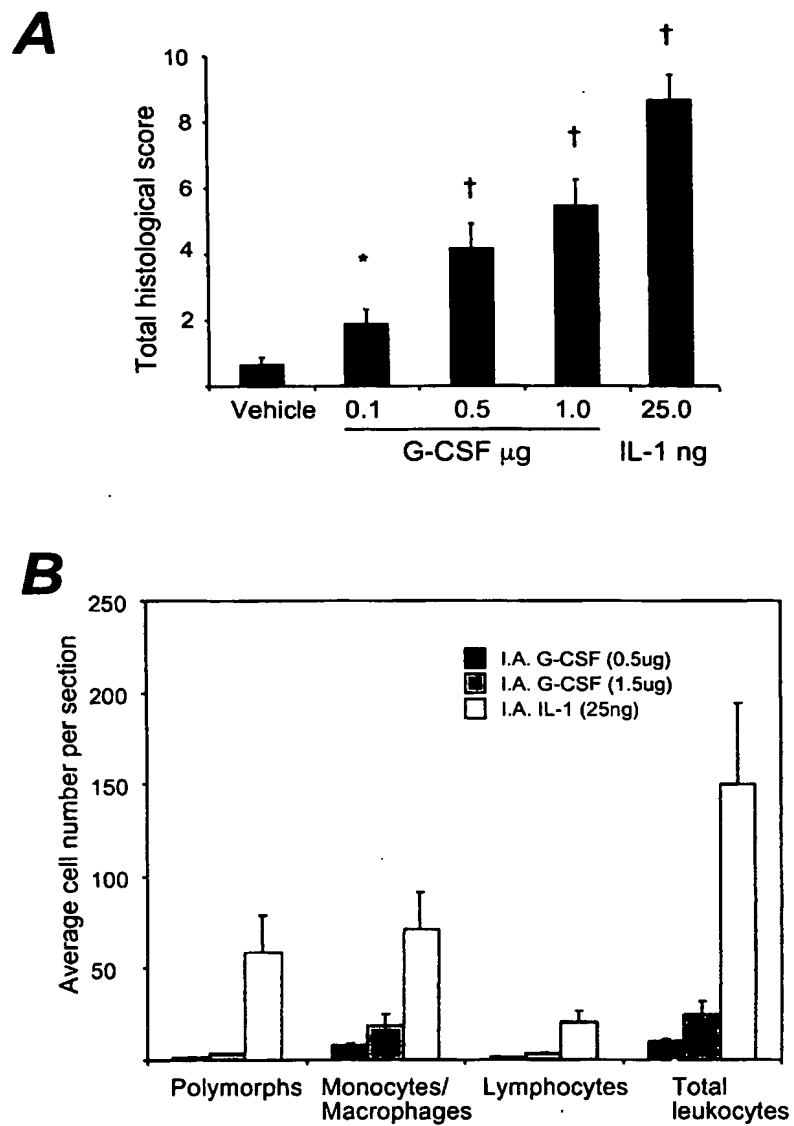 A
Total histological score
10
8
6
4
2
*
†
†
†
Vehicle 0.1 0.5 1.0 25.0
G-CSF μg IL-1 ng
B
Average cell number per section
250
200
150
100
50
I.A. G-CSF (0.5ug)
I.A. G-CSF (1.5ug)
I.A. IL-1 (25ng)
Polymorphs Monocytes/ Lymphocytes Total
Macrophages leukocytes